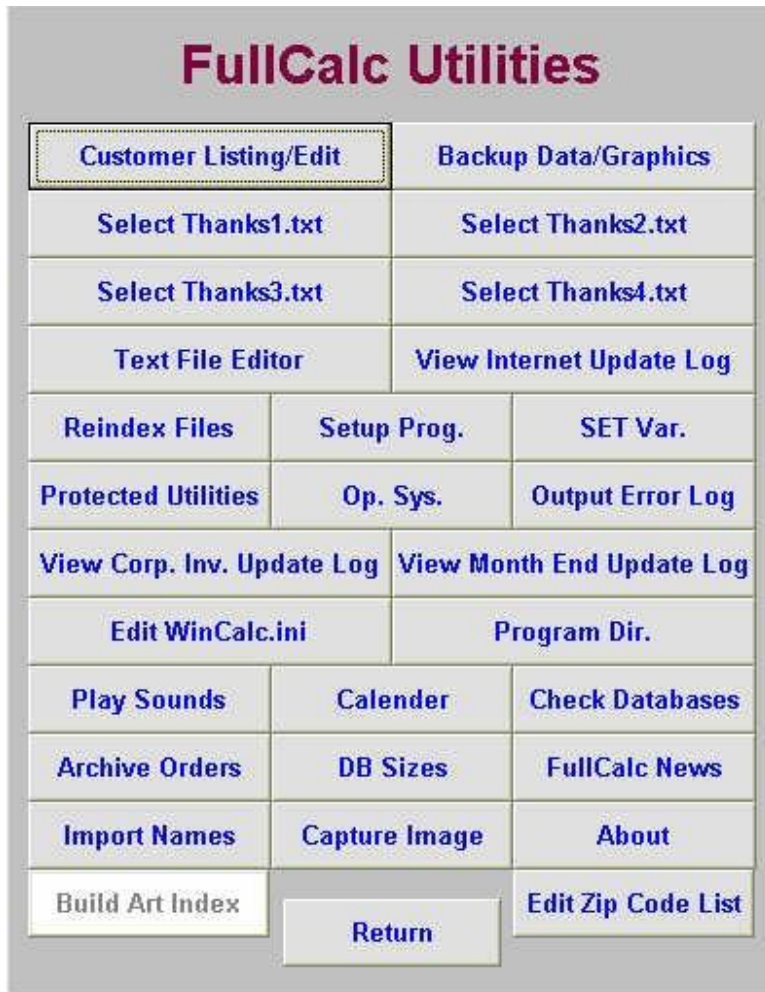 FullCalc Utilities
Customer Listing/Edit
Backup Data/Graphics
Select Thanks1.txt
Select Thanks2.txt
Select Thanks3.txt
Select Thanks4.txt
Text File Editor
View Internet Update Log
Reindex Files
Setup Prog.
SET Var.
Protected Utilities
Op. Sys.
Output Error Log
View Corp. Inv. Update Log
View Month End Update Log
Edit WinCalc.ini
Program Dir.
Play Sounds
Calender
Check Databases
Archive Orders
DB Sizes
FullCalc News
Import Names
Capture Image
About
Build Art Index
Return
Edit Zip Code List